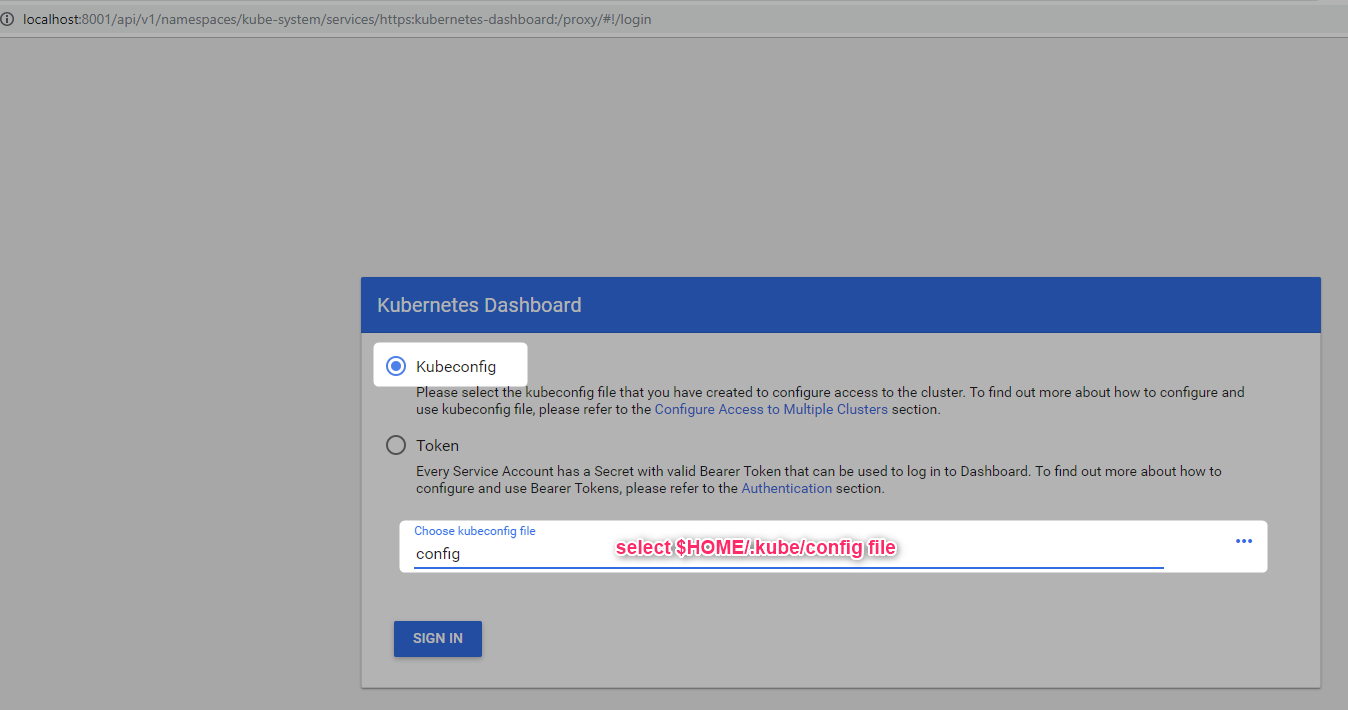 localhost:8001/api/v1/namespaces/kube-system/services/https:kubernetes-dashboard:/proxy/#!/login
Kubernetes Dashboard
Kubeconfig
Please select the kubeconfig file that you have created to configure access to the cluster. To find out more about how to configure and
use kubeconfig file, please refer to the Configure Access to Multiple Clusters section.
Token
Every Service Account has a Secret with valid Bearer Token that can be used to log in to Dashboard. To find out more about how to
configure and use Bearer Tokens, please refer to the Authentication section.
Choose kubeconfig file
config
select $HOME/.kube/config file
SIGN IN